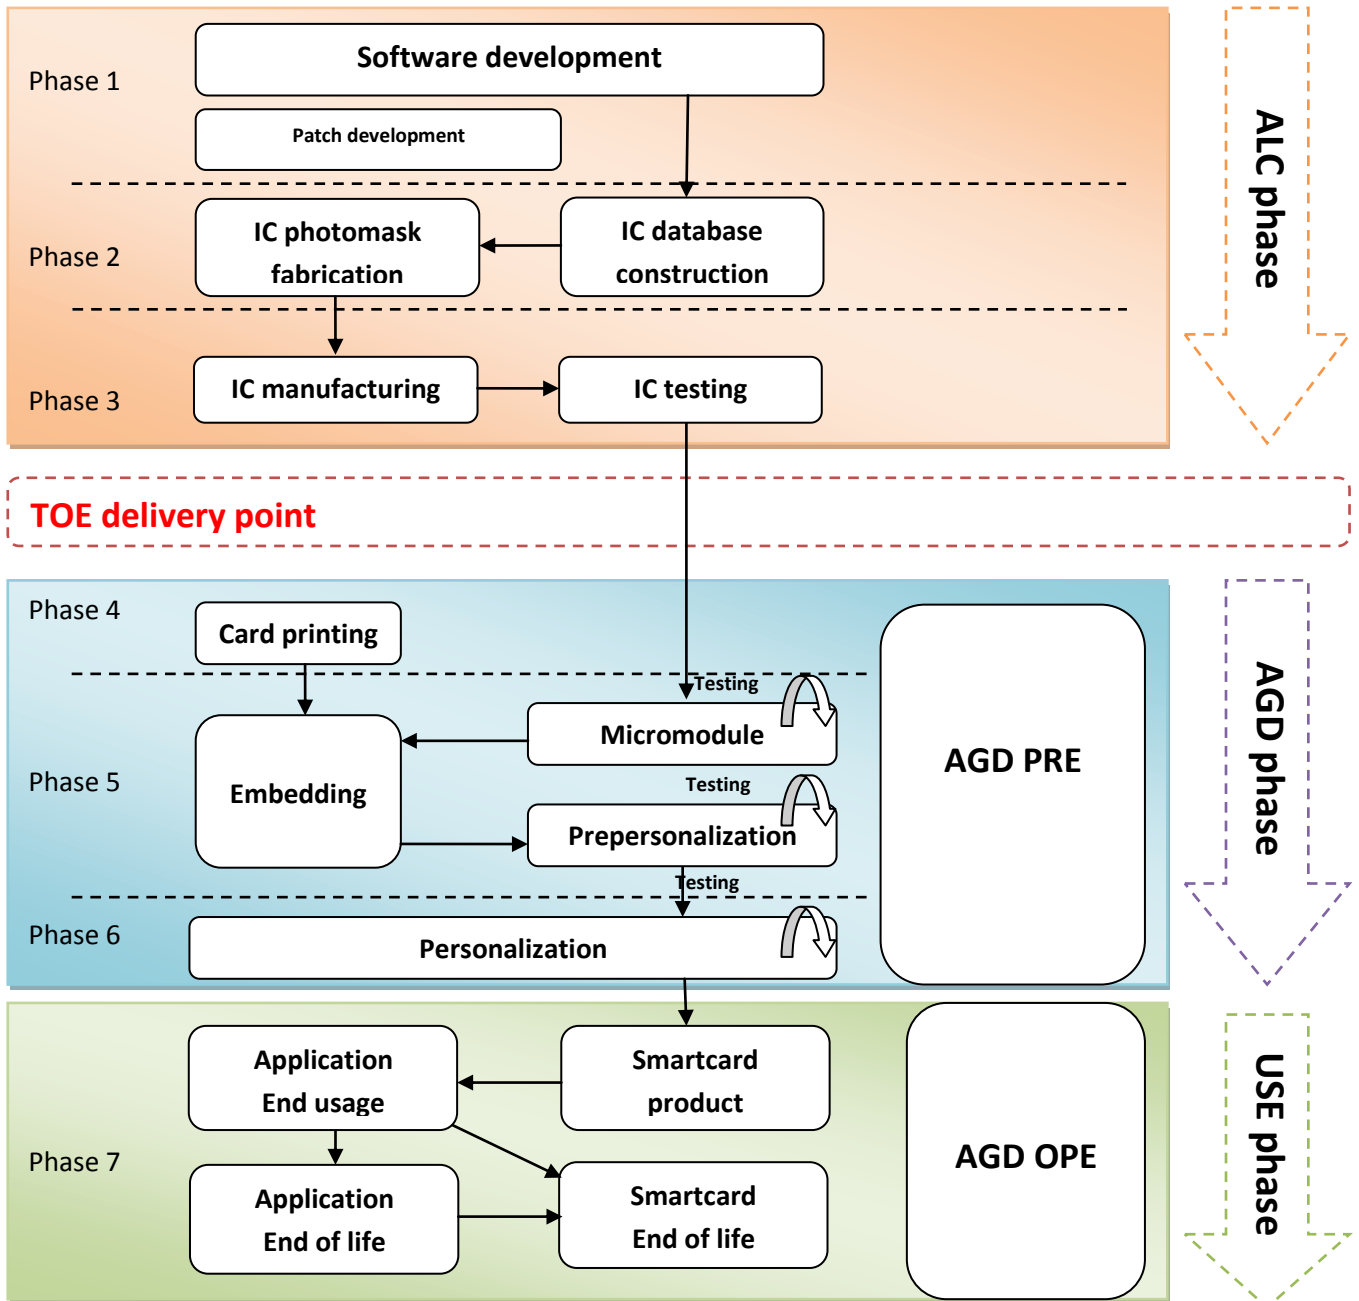 Phase 1
Software development
Patch development
ALC phase
Phase 2
IC photomask
fabrication
IC database
construction
Phase 3
IC manufacturing
IC testing
TOE delivery point
Phase 4
Card printing
Testing
Micromodule
AGD PRE
AGD phase
Phase 5
Embedding
Testing
Prepersonalization
Testing
Phase 6
Personalization
Application
End usage
Smartcard
product
USE phase
Phase 7
AGD OPE
Application
End of life
Smartcard
End of life